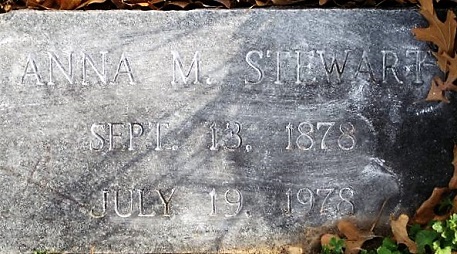 ANNA M. STEWART
SEPT. 13, 1878
JULY 19, 1978